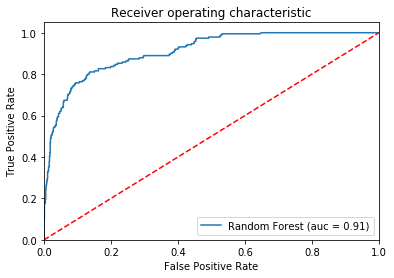 Receiver operating characteristic
True Positive Rate
1.0
0.8
0.6
0.4
0.2
0.0
Random Forest (auc = 0.91)
0.0 0.2 0.4 0.6 0.8 1.0
False Positive Rate